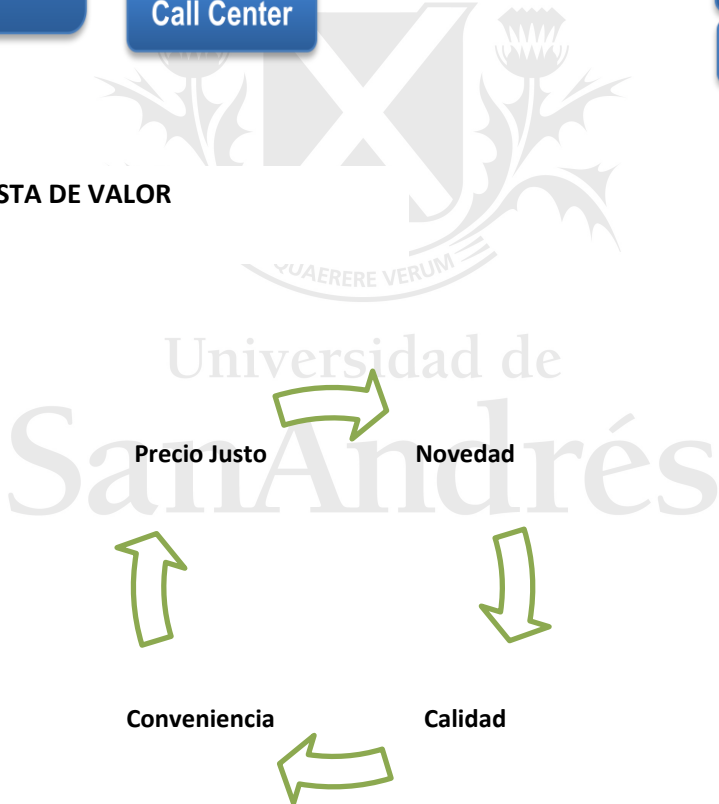 Call Center
STA DE VALOR
QUAERERE VERUM
Universidad de
SanAndrés
Precio Justo
Novedad
Conveniencia
Calidad